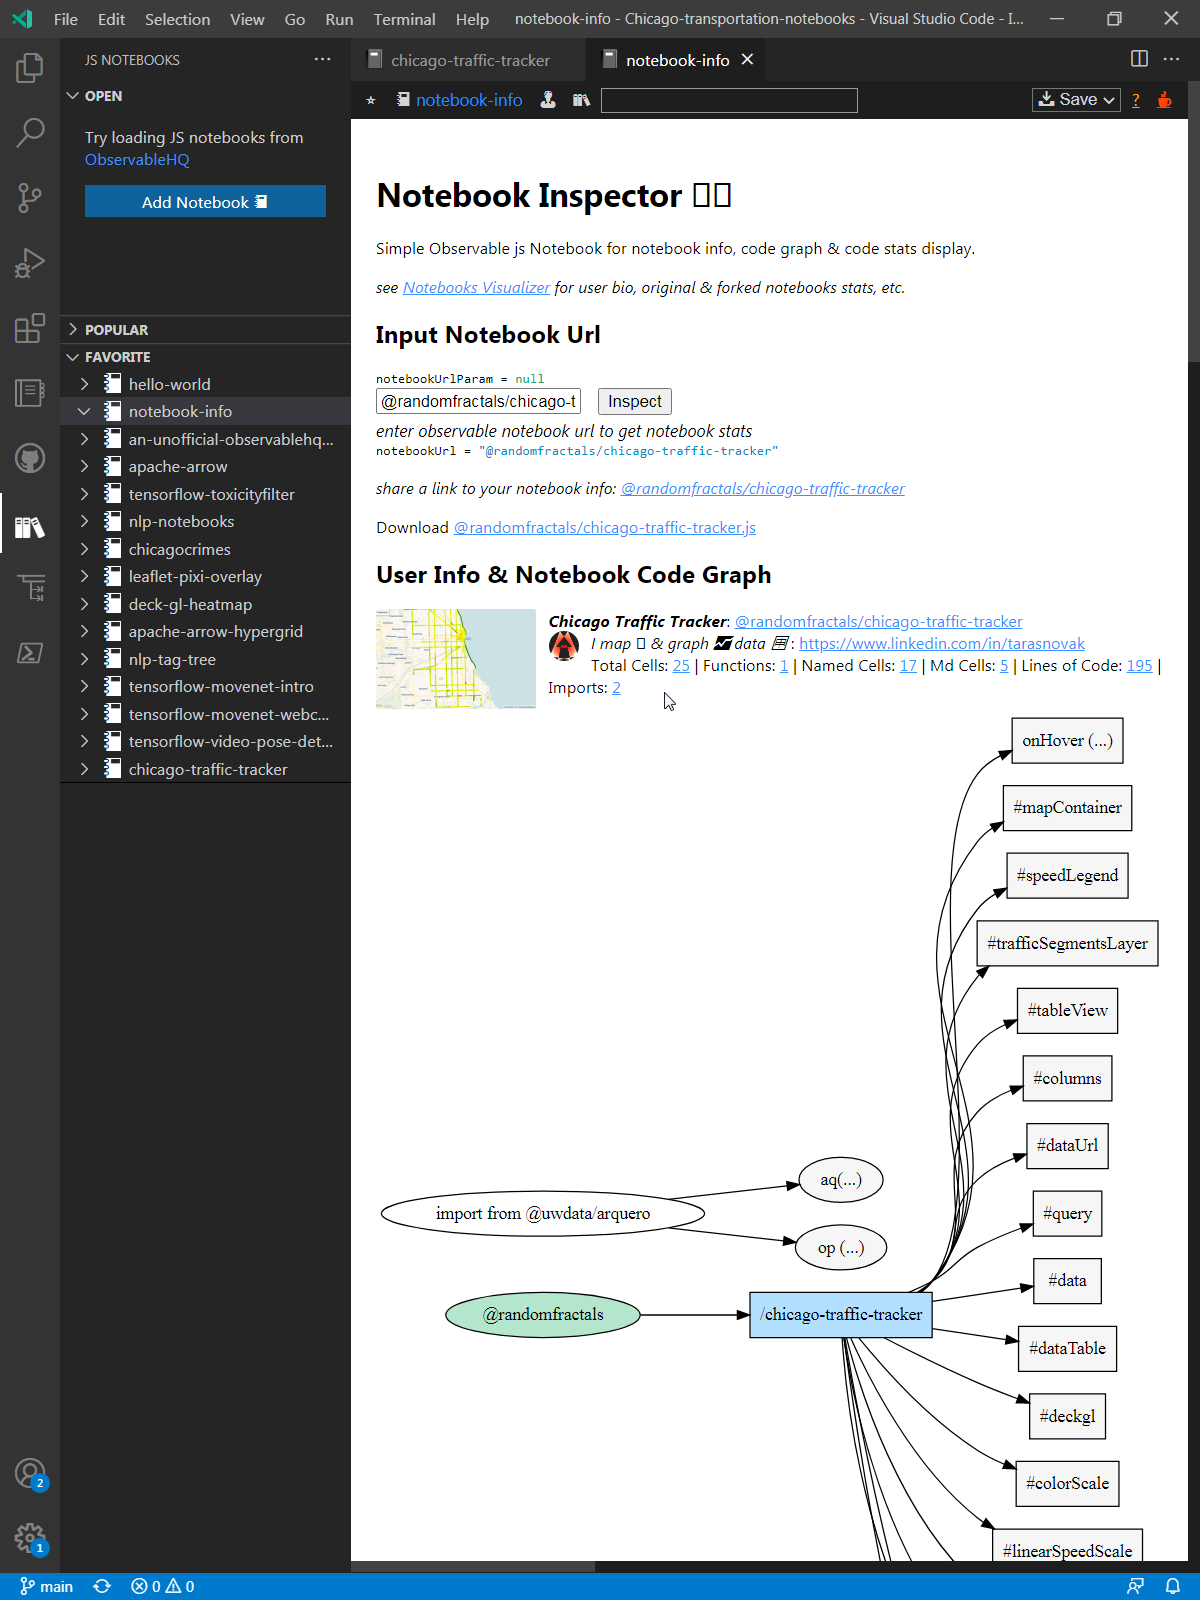 File Edit Selection View Go Run Terminal Help notebook-info - Chicago-transportation-notebooks - Visual Studio Code - I...
JS NOTEBOOKS
OPEN
Try loading JS notebooks from
ObservableHQ
Add Notebook
POPULAR
FAVORITE
hello-world
notebook-info
an-unofficial-observablehq...
apache-arrow
tensorflow-toxicityfilter
nlp-notebooks
chicagocrimes
leaflet-pixi-overlay
deck-gl-heatmap
apache-arrow-hypergrid
nlp-tag-tree
tensorflow-movenet-intro
tensorflow-movenet-webc...
tensorflow-video-pose-det...
chicago-traffic-tracker
chicago-traffic-tracker notebook-info
notebook-info Save ?
Notebook Inspector
Simple Observable js Notebook for notebook info, code graph & code stats display.
see Notebooks Visualizer for user bio, original & forked notebooks stats, etc.
Input Notebook Url
notebookUrlParam = null
@randomfractals/chicago-t Inspect
enter observable notebook url to get notebook stats
notebookUrl = "@randomfractals/chicago-traffic-tracker"
share a link to your notebook info: @randomfractals/chicago-traffic-tracker
Download @randomfractals/chicago-traffic-tracker.js
User Info & Notebook Code Graph
Chicago Traffic Tracker: @randomfractals/chicago-traffic-tracker
I map & graph data : https://www.linkedin.com/in/tarasnovak
Total Cells: 25 | Functions: 1 | Named Cells: 17 | Md Cells: 5 | Lines of Code: 195 |
Imports: 2
onHover (...)
#mapContainer
#speedLegend
#trafficSegmentsLayer
#tableView
#columns
#dataUrl
aq(...)
import from @uwdata/arquero
#query
op (...)
#data
@randomfractals
/chicago-traffic-tracker
#dataTable
#deckgl
#colorScale
#linearSpeedScale
2
1
main 0 0